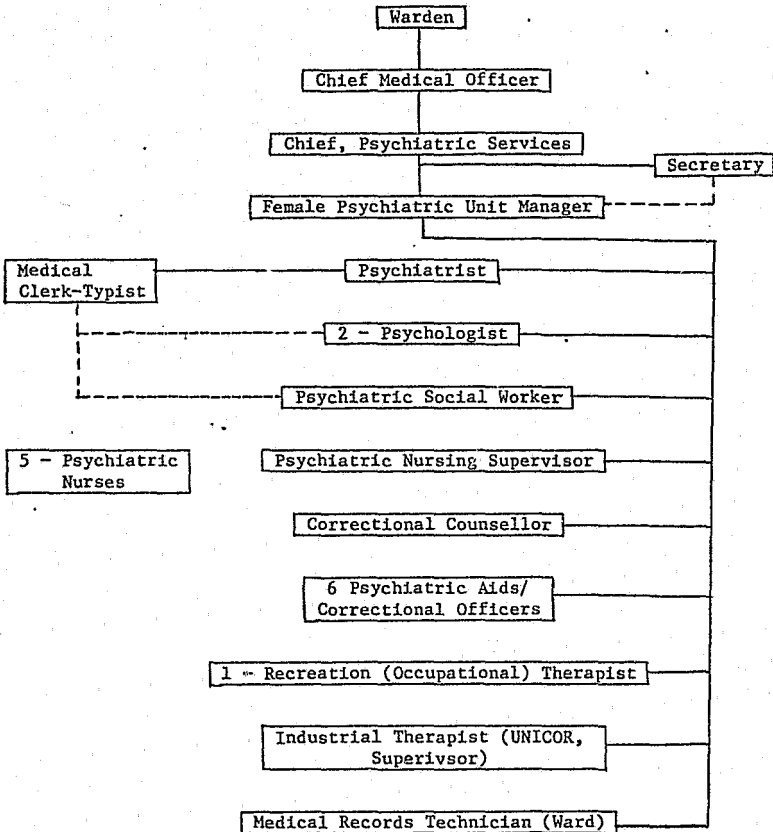 Warden
Chief Medical Officer
Chief, Psychiatric Services
Secretary
Female Psychiatric Unit Manager
Medical
Clerk-Typist
Psychiatrist
2 - Psychologist
Psychiatric Social Worker
5 - Psychiatric
Nurses
Psychiatric Nursing Supervisor
Correctional Counsellor
6 Psychiatric Aids/
Correctional Officers
1 - Recreation (Occupational) Therapist
Industrial Therapist (UNICOR,
Superivsor)
Medical Records Technician (Ward)